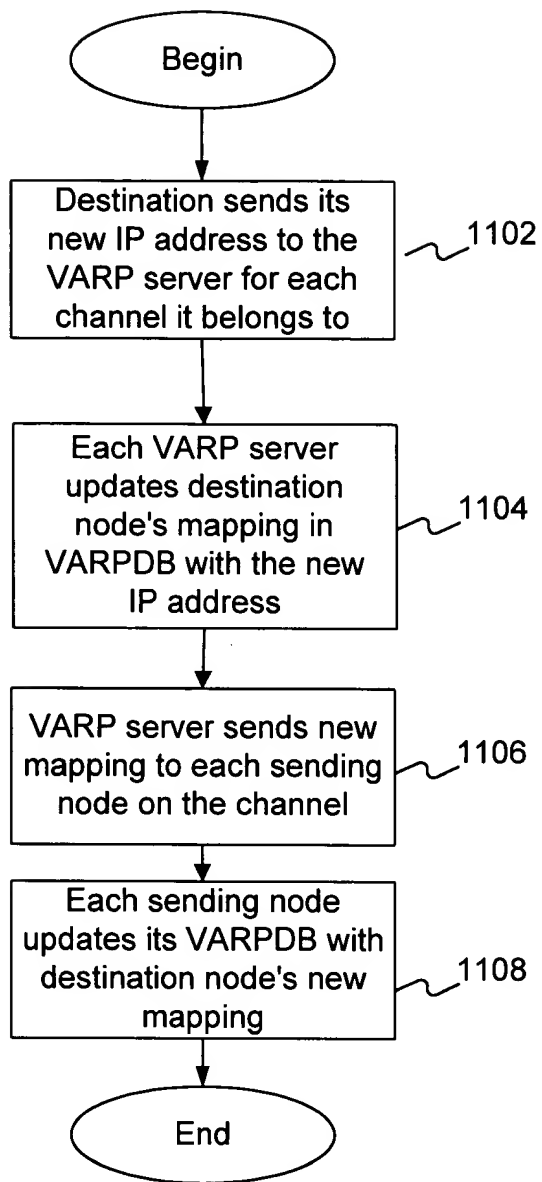 Begin
Destination sends its
new IP address to the
VARP server for each
channel it belongs to
1102
Each VARP server
updates destination
node's mapping in
VARPDB with the new
IP address
1104
VARP server sends new
mapping to each sending
node on the channel
1106
Each sending node
updates its VARPDB with
destination node's new
mapping
1108
End